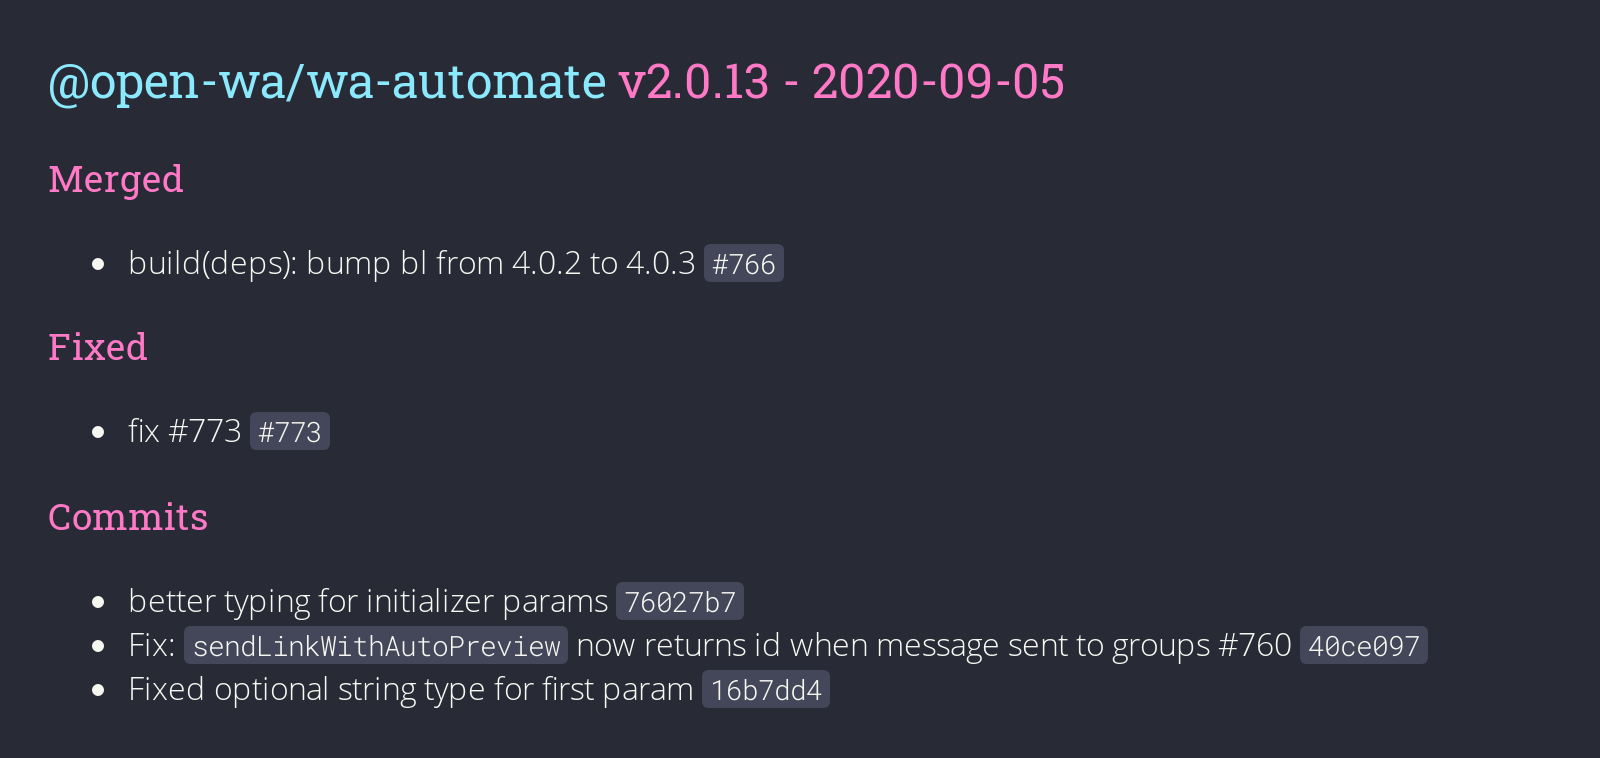 @open-wa/wa-automate v2.0.13 - 2020-09-05
Merged
build(deps): bump bl from 4.0.2 to 4.0.3 #766
Fixed
fix #773 #773
Commits
better typing for initializer params 76027b7
Fix: sendLinkWithAutoPreview now returns id when message sent to groups #760 40ce097
Fixed optional string type for first param 16b7dd4